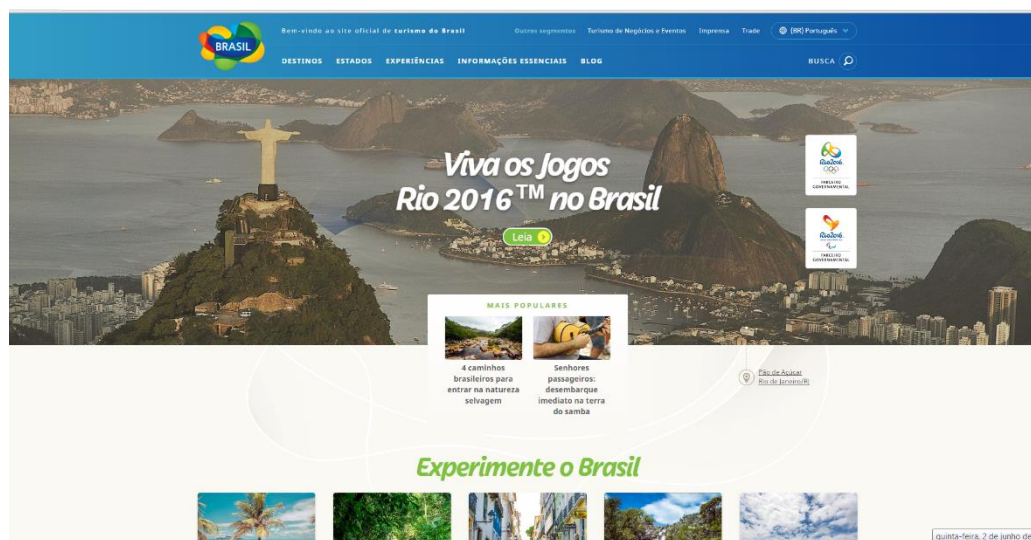 BRASIL
Bem-vindo ao site oficial de turismo do Brasil
Outros segmentos Turismo de Negócios e Eventos Imprensa Trade (BR) Português
DESTINOS ESTADOS EXPERIÊNCIAS INFORMAÇÕES ESSENCIAIS BLOG BUSCA
Viva os Jogos
Rio 2016™ no Brasil
Leia
Rio2016
PARCEIRO
GOVERNAMENTAL
Rio2016
PARCEIRO
GOVERNAMENTAL
MAIS POPULARES
4 caminhos
brasileiros para
entrar na natureza
selvagem
Senhores
passageiros:
desembarque
imediato na terra
do samba
Pão de Açúcar
Rio de Janeiro/RJ
Experimente o Brasil
quinta-feira, 2 de junho de